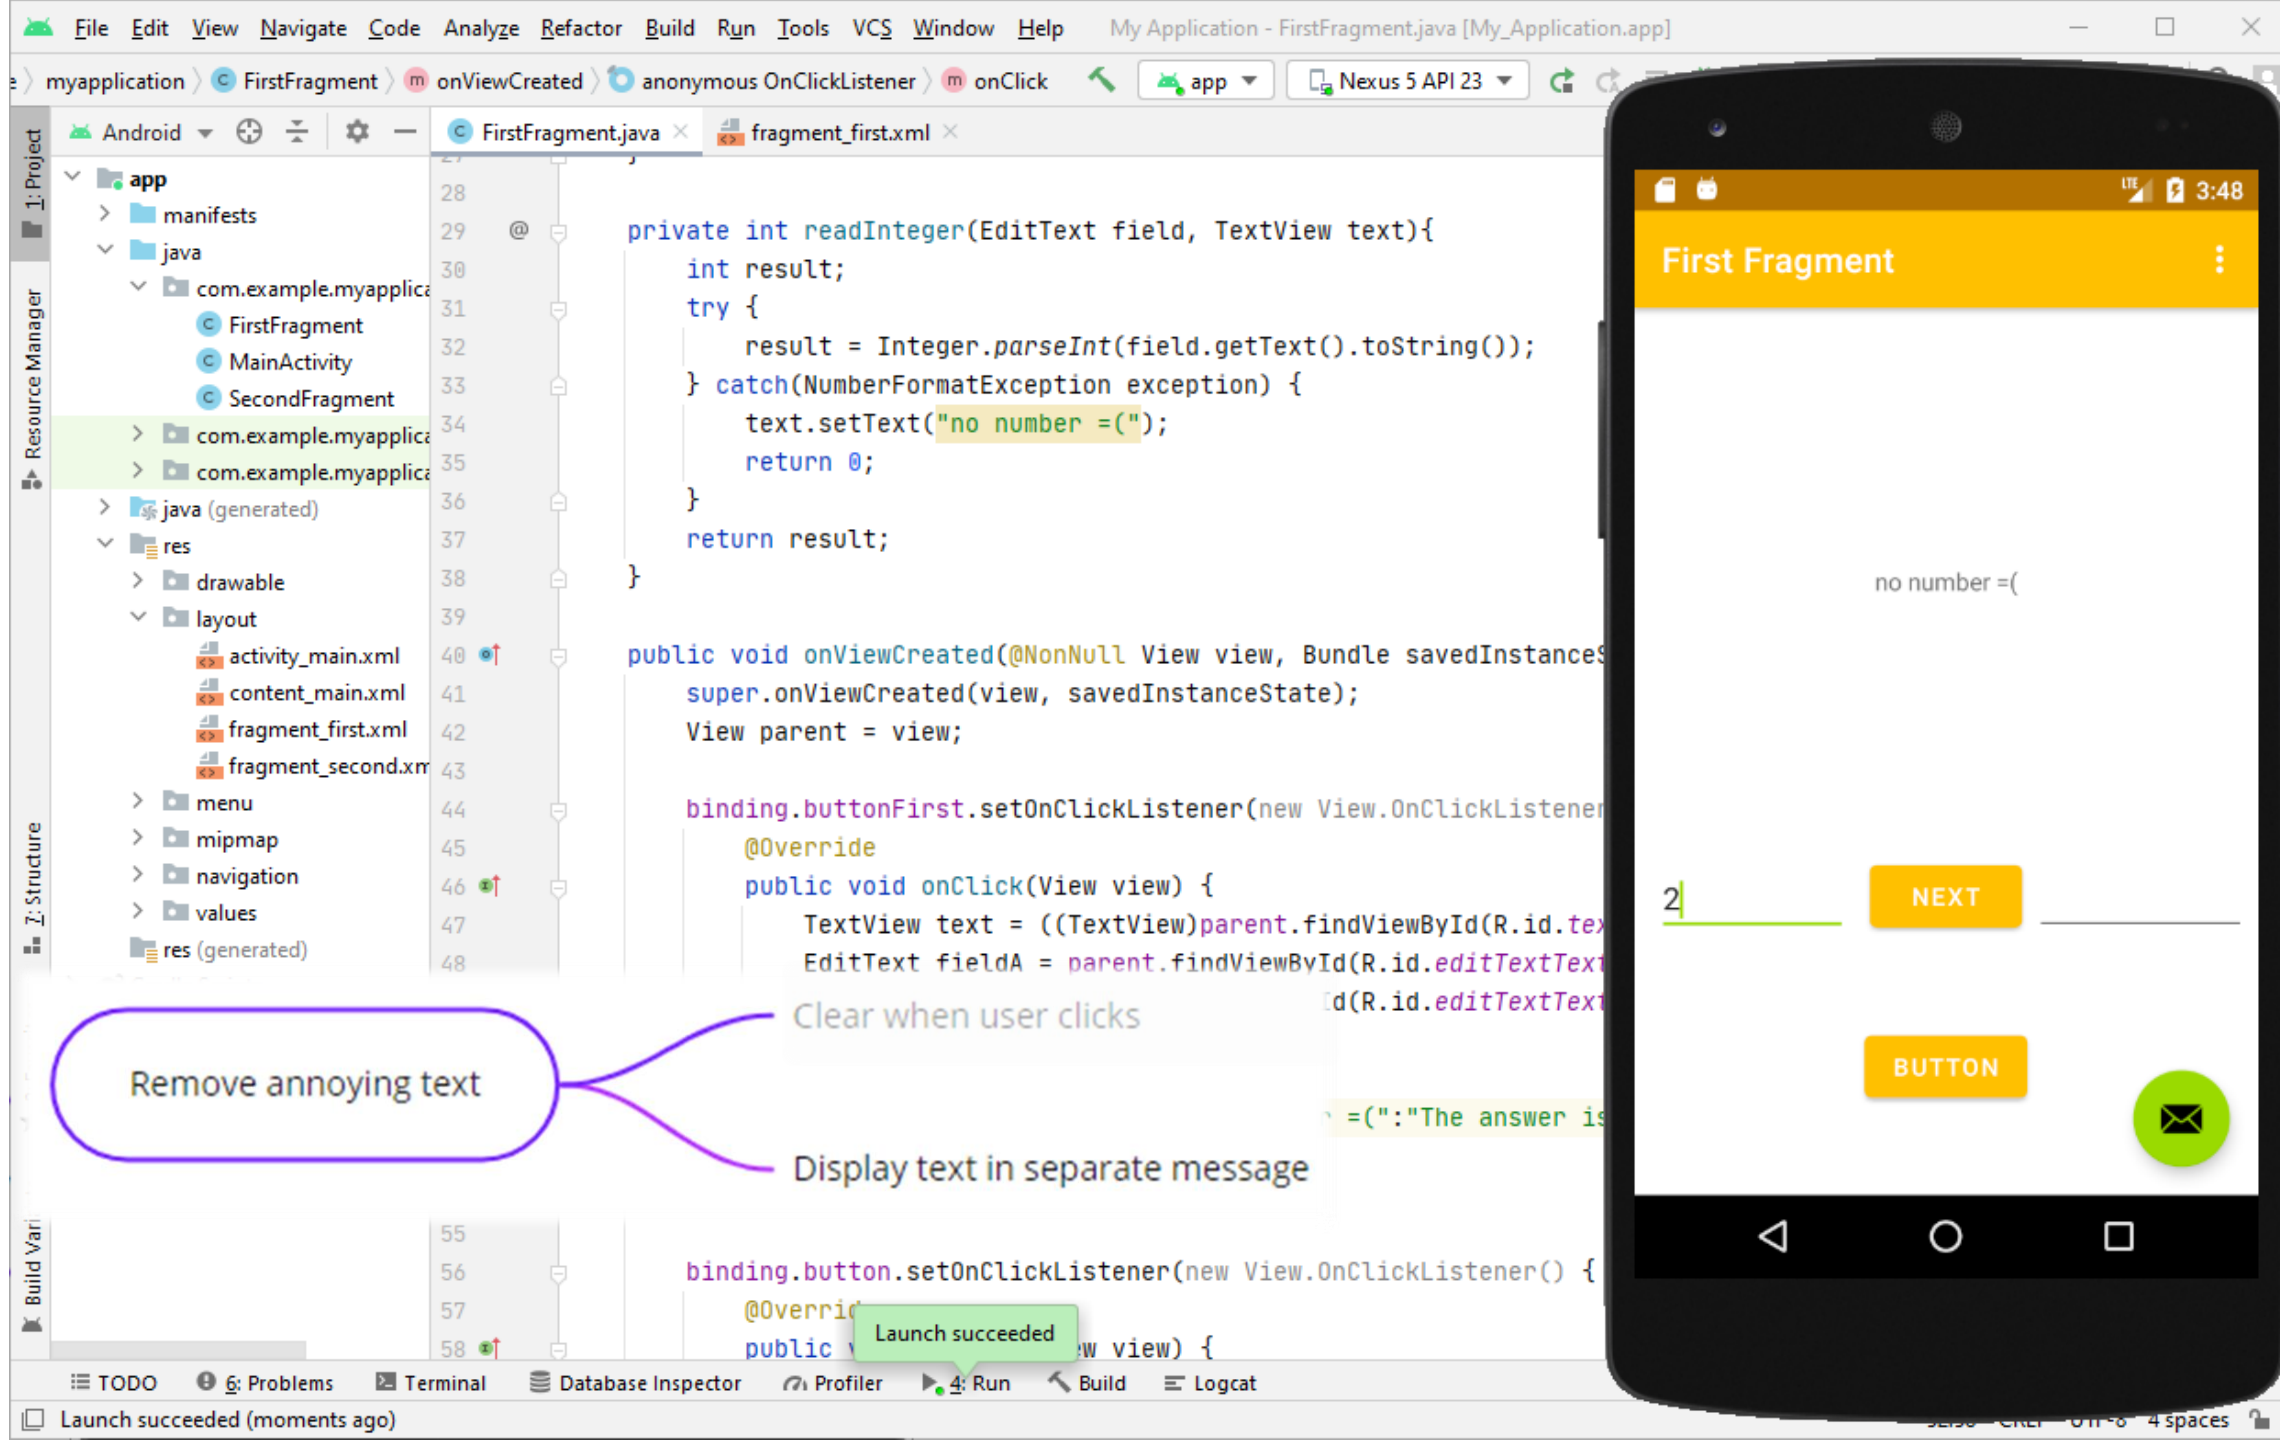 File Edit View Navigate Code Analyze Refactor Build Run Tools VCS Window Help My Application - FirstFragment.java [My_Application.app]
myapplication FirstFragment onViewCreated anonymous OnClickListener onClick app Nexus 5 API 23
1: Project
Resource Manager
7: Structure
Build Vari
Android
app
manifests
java
com.example.myapplica
FirstFragment
MainActivity
SecondFragment
com.example.myapplica
com.example.myapplica
java (generated)
res
drawable
layout
activity_main.xml
content_main.xml
fragment_first.xml
fragment_second.xm
menu
mipmap
navigation
values
res (generated)
FirstFragment.java fragment_first.xml
27 }
28
29 @ private int readInteger(EditText field, TextView text){
30 int result;
31 try {
32 result = Integer.parseInt(field.getText().toString());
33 } catch(NumberFormatException exception) {
34 text.setText("no number =(");
35 return 0;
36 }
37 return result;
38 }
39
40 public void onViewCreated(@NonNull View view, Bundle savedInstanceS
41 super.onViewCreated(view, savedInstanceState);
42 View parent = view;
43
44 binding.buttonFirst.setOnClickListener(new View.OnClickListener
45 @Override
46 public void onClick(View view) {
47 TextView text = ((TextView)parent.findViewById(R.id.tex
48 EditText fieldA = parent.findViewById(R.id.editTextText
d(R.id.editTextText
=(":"The answer is
55
56 binding.button.setOnClickListener(new View.OnClickListener() {
57 @Overrid
58 public v w view) {
Remove annoying text
Clear when user clicks
Display text in separate message
Launch succeeded
TODO 6: Problems Terminal Database Inspector Profiler 4: Run Build Logcat
Launch succeeded (moments ago) CRLF UTF-8 4 spaces
LTE 3:48
First Fragment
no number =(
2 NEXT
BUTTON